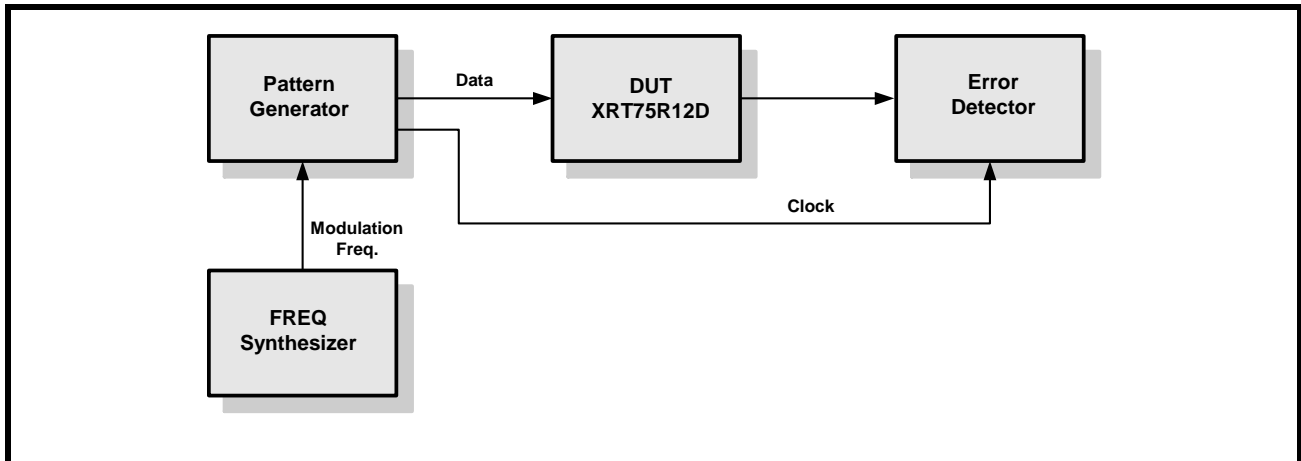 Pattern
Generator
Data
DUT
XRT75R12D
Error
Detector
Clock
Modulation
Freq.
FREQ
Synthesizer